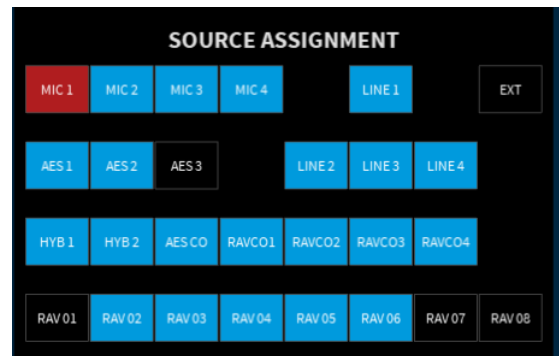 SOURCE ASSIGNMENT
MIC 1 MIC 2 MIC 3 MIC 4 LINE 1 EXT
AES 1 AES 2 AES 3 LINE 2 LINE 3 LINE 4
HYB 1 HYB 2 AES CO RAVCO1 RAVCO2 RAVCO3 RAVCO4
RAV 01 RAV 02 RAV 03 RAV 04 RAV 05 RAV 06 RAV 07 RAV 08